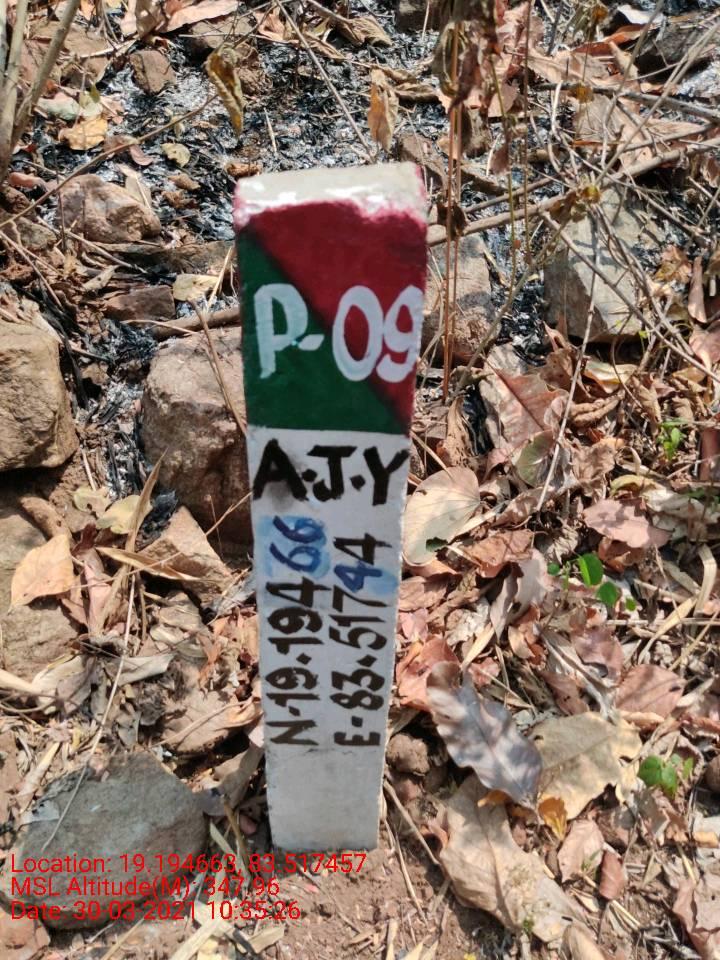 P-09
A.J.Y
N-19.19466
E-83.51744
Location: 19.194663, 83.517457
MSL Altitude(M): 347.96
Date: 30-03-2021 10:35:26